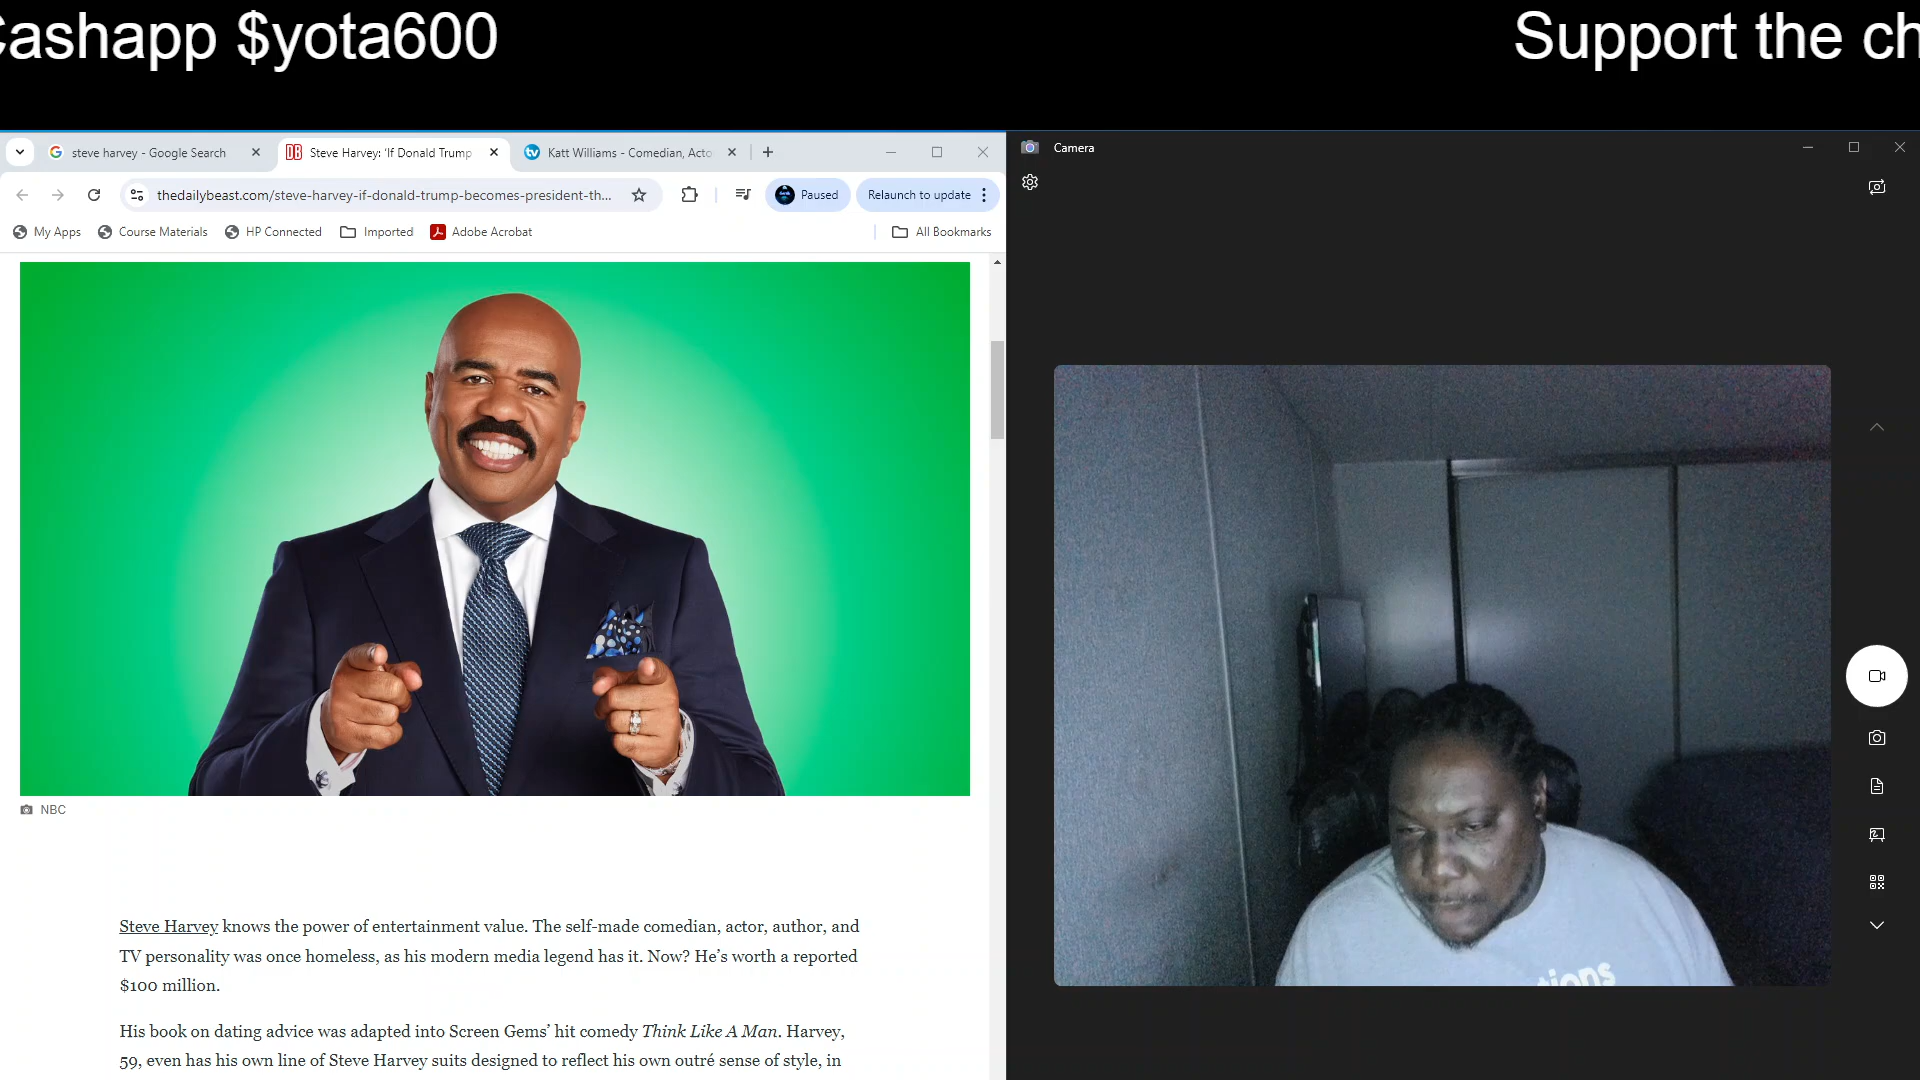 Cashapp $yota600
Support the ch
steve harvey - Google Search
Steve Harvey: 'If Donald Trump
Katt Williams - Comedian, Acto
thedailybeast.com/steve-harvey-if-donald-trump-becomes-president-th...
Paused
Relaunch to update
My Apps
Course Materials
HP Connected
Imported
Adobe Acrobat
All Bookmarks
Camera
NBC
Steve Harvey knows the power of entertainment value. The self-made comedian, actor, author, and
TV personality was once homeless, as his modern media legend has it. Now? He's worth a reported
$100 million.
His book on dating advice was adapted into Screen Gems' hit comedy Think Like A Man. Harvey,
59, even has his own line of Steve Harvey suits designed to reflect his own outré sense of style, in
tions